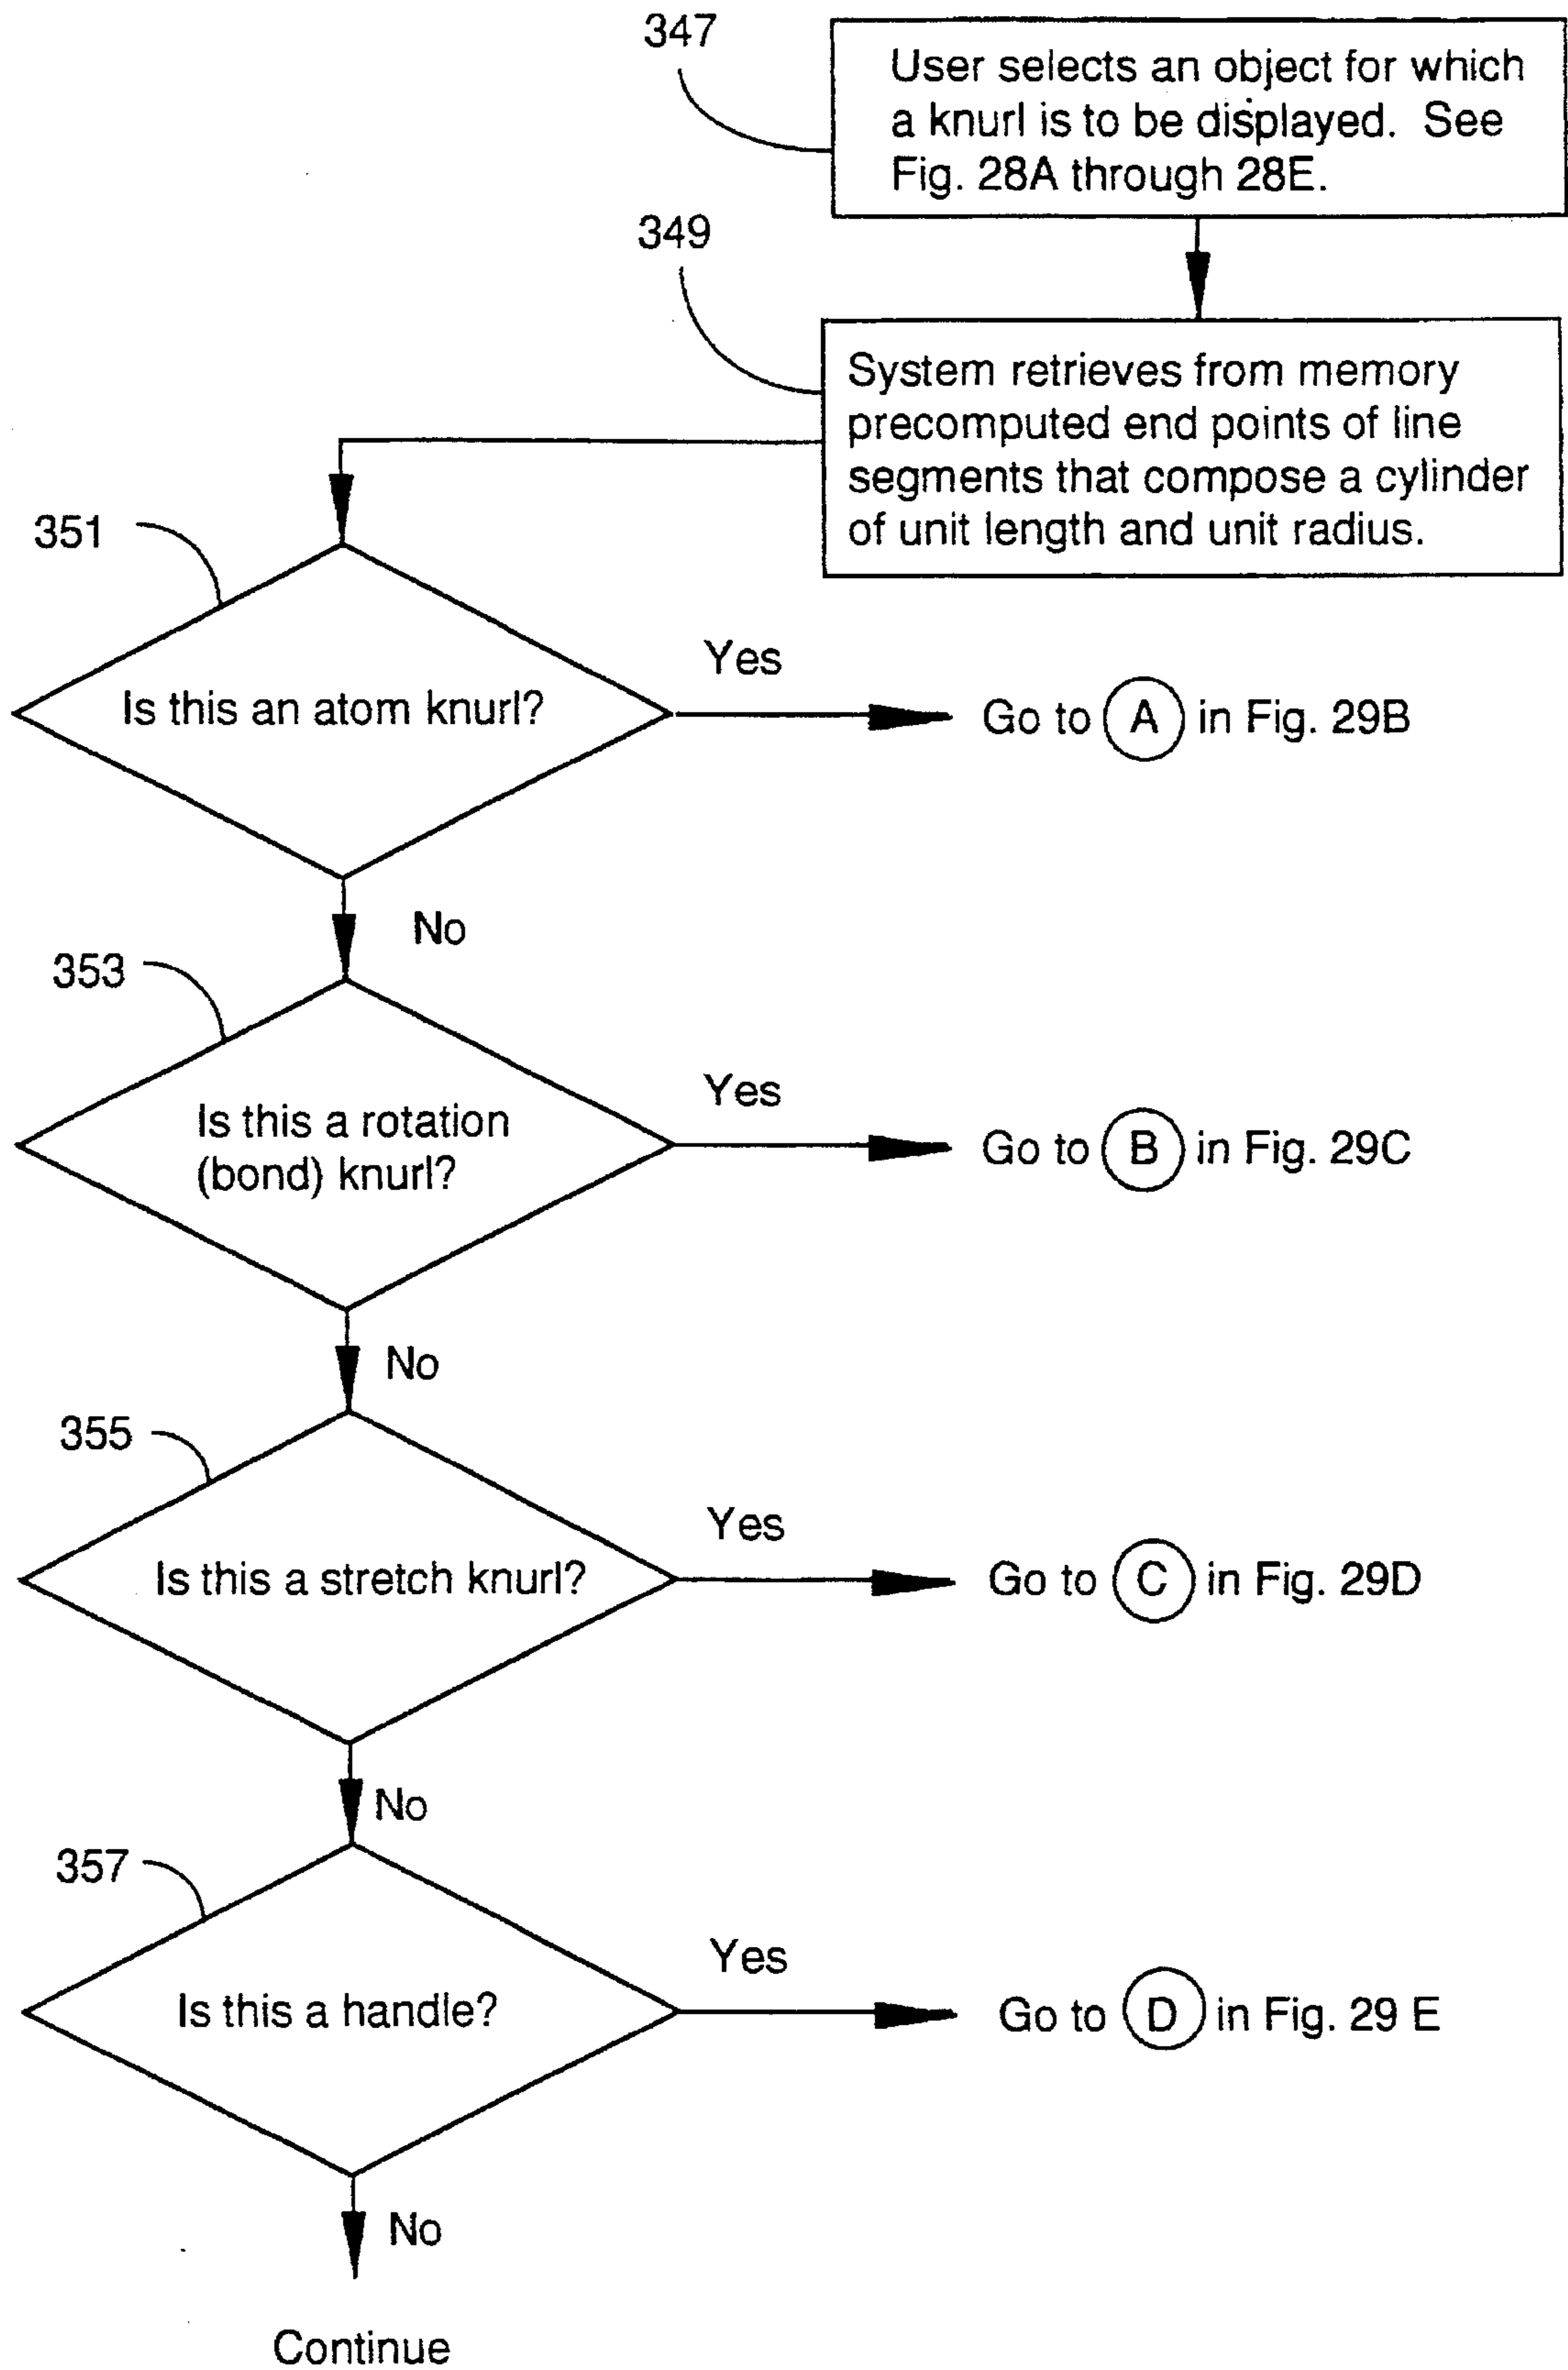 347
User selects an object for which
a knurl is to be displayed. See
Fig. 28A through 28E.
349
System retrieves from memory
precomputed end points of line
segments that compose a cylinder
of unit length and unit radius.
351
Is this an atom knurl?
Yes
Go to A in Fig. 29B
No
353
Is this a rotation
(bond) knurl?
Yes
Go to B in Fig. 29C
No
355
Is this a stretch knurl?
Yes
Go to C in Fig. 29D
No
357
Is this a handle?
Yes
Go to D in Fig. 29 E
No
Continue